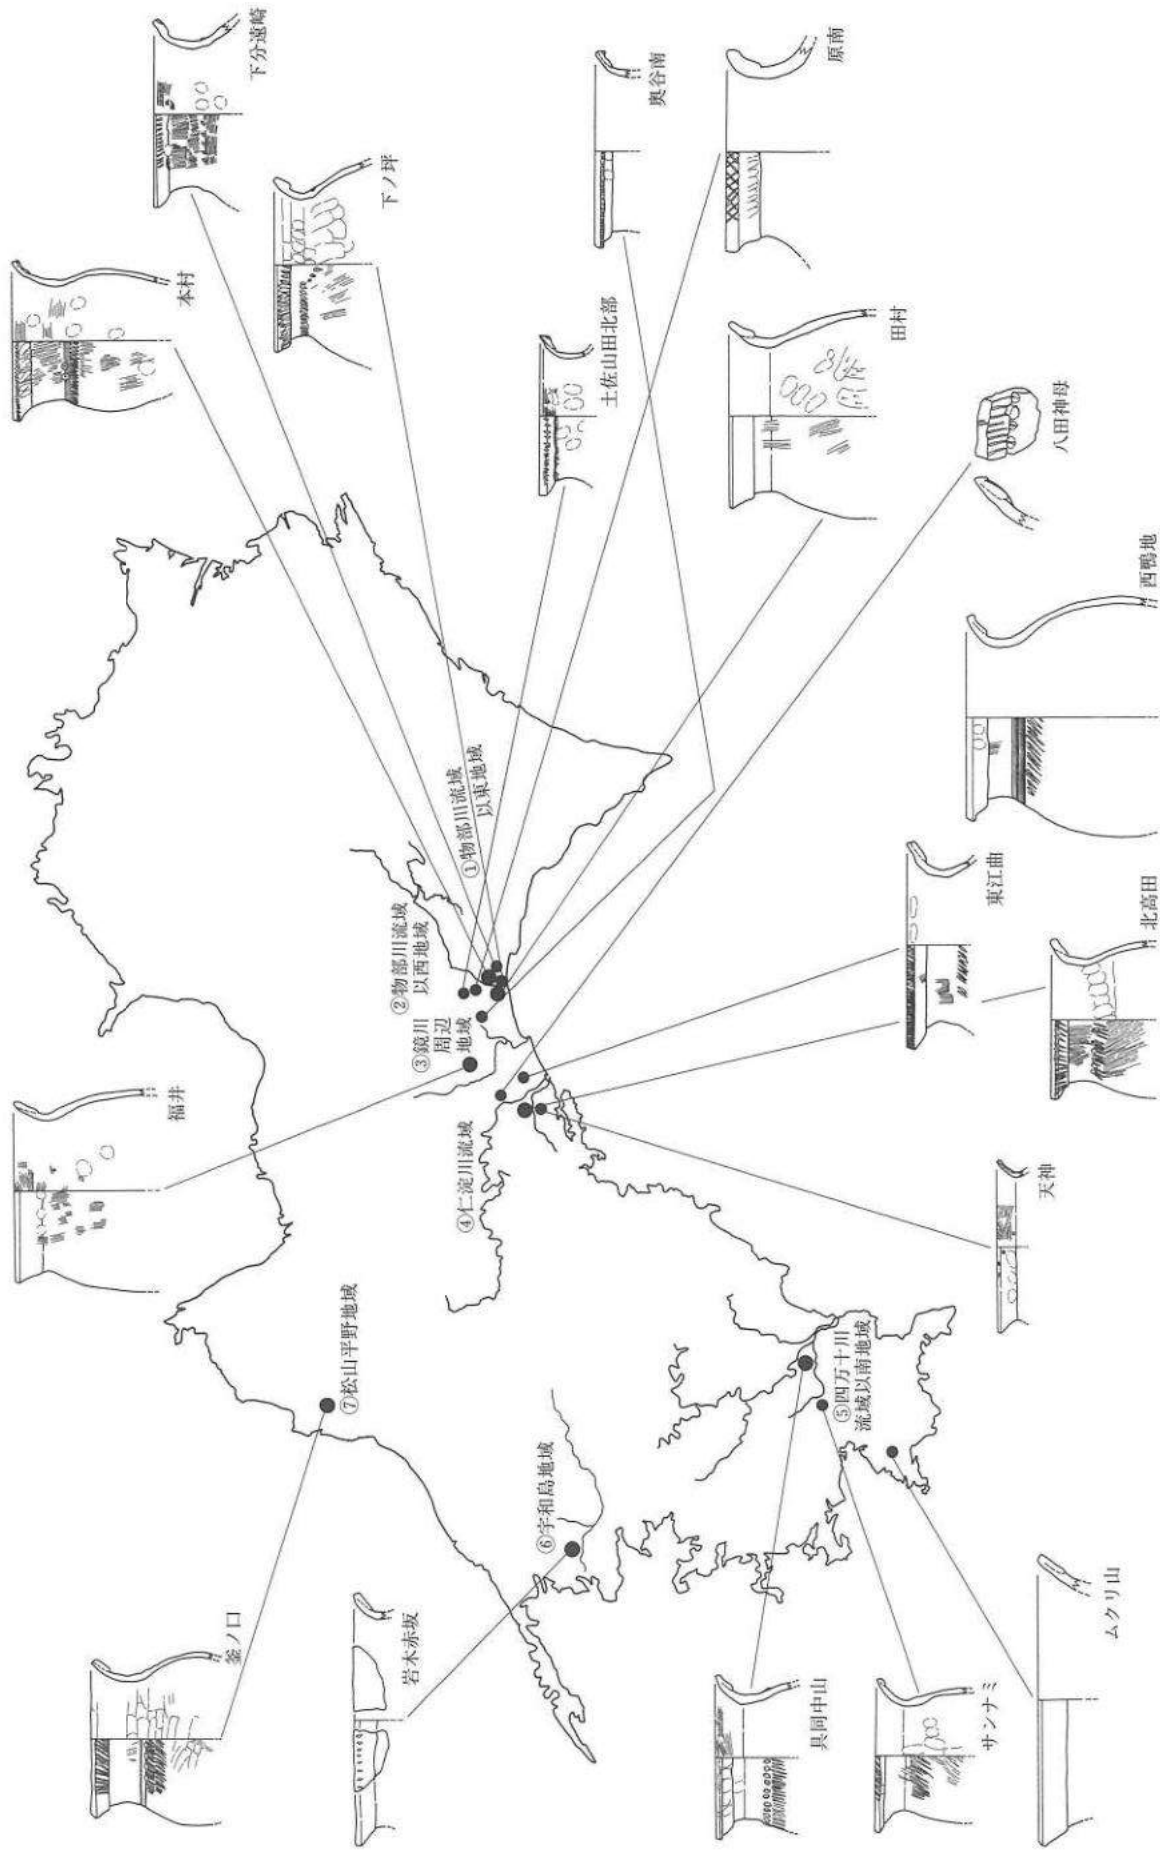 本村
下分遠崎
下ノ坪
土佐山田北部
奥谷南
原南
田村
八田神母
西鴨地
東江曲
北高田
天神
福井
①物部川流域
以東地域
②物部川流域
以西地域
③鏡川
周辺
地域
④仁淀川流域
⑤四万十川
流域以南地域
⑥宇和島地域
⑦松山平野地域
釜ノ口
岩木赤坂
具同中山
サンナミ
ムクリ山